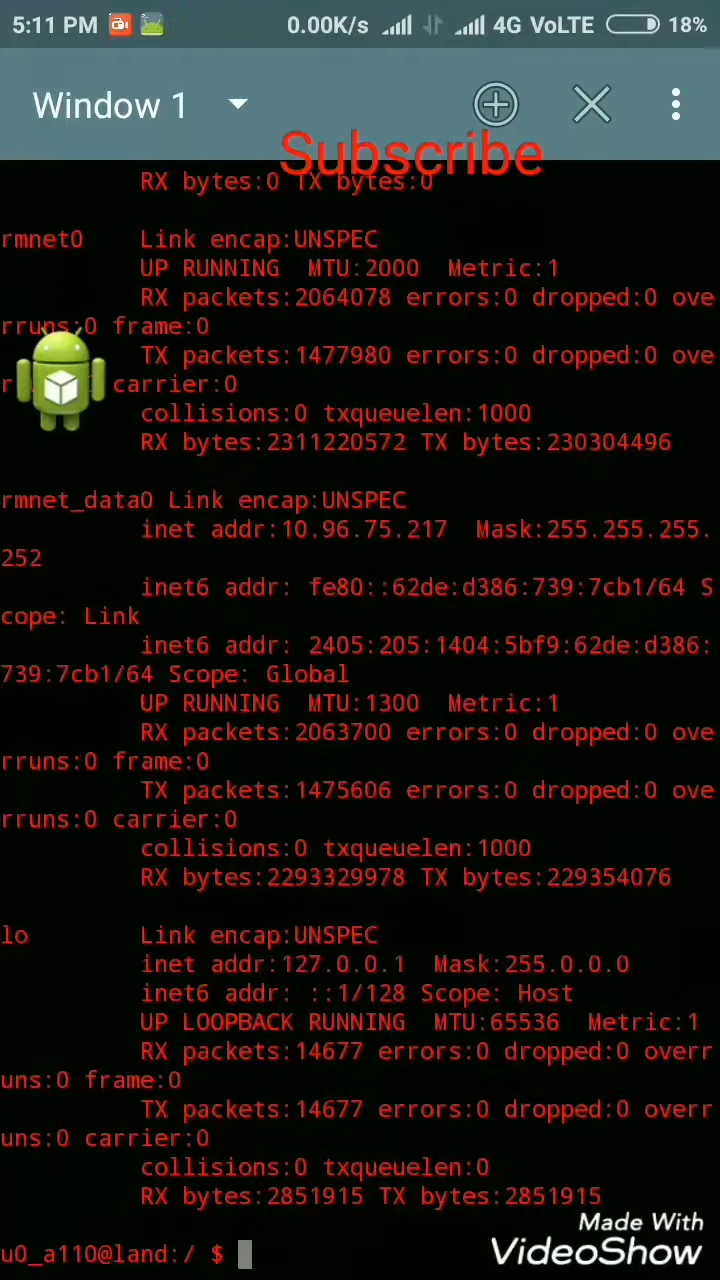 5:11 PM 0.00K/s 4G VoLTE 18%
Window 1
Subscribe
RX bytes:0 TX bytes:0
rmnet0 Link encap:UNSPEC
UP RUNNING MTU:2000 Metric:1
RX packets:2064078 errors:0 dropped:0 ove
rruns:0 frame:0
TX packets:1477980 errors:0 dropped:0 ove
carrier:0
collisions:0 txqueuelen:1000
RX bytes:2311220572 TX bytes:230304496
rmnet_data0 Link encap:UNSPEC
inet addr:10.96.75.217 Mask:255.255.255.
252
inet6 addr: fe80::62de:d386:739:7cb1/64 S
cope: Link
inet6 addr: 2405:205:1404:5bf9:62de:d386:
739:7cb1/64 Scope: Global
UP RUNNING MTU:1300 Metric:1
RX packets:2063700 errors:0 dropped:0 ove
rruns:0 frame:0
TX packets:1475606 errors:0 dropped:0 ove
rruns:0 carrier:0
collisions:0 txqueuelen:1000
RX bytes:2293329978 TX bytes:229354076
lo Link encap:UNSPEC
inet addr:127.0.0.1 Mask:255.0.0.0
inet6 addr: ::1/128 Scope: Host
UP LOOPBACK RUNNING MTU:65536 Metric:1
RX packets:14677 errors:0 dropped:0 overr
uns:0 frame:0
TX packets:14677 errors:0 dropped:0 overr
uns:0 carrier:0
collisions:0 txqueuelen:0
RX bytes:2851915 TX bytes:2851915
u0_a110@land:/ $
Made With
VideoShow